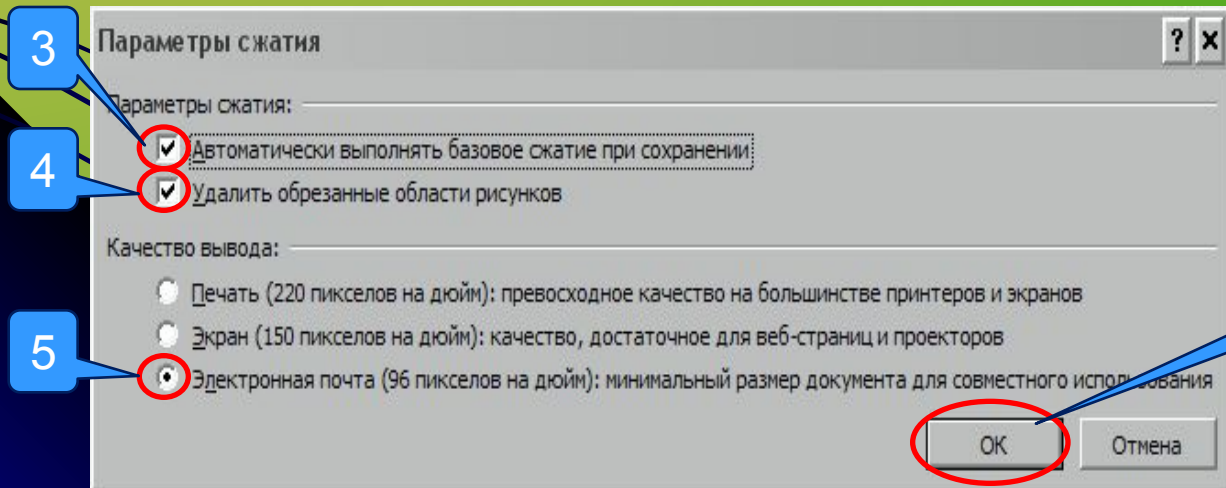 3
Параметры сжатия
? x
Параметры сжатия:
Автоматически выполнять базовое сжатие при сохранении
4
Удалить обрезанные области рисунков
Качество вывода:
Печать (220 пикселов на дюйм): превосходное качество на большинстве принтеров и экранов
Экран (150 пикселов на дюйм): качество, достаточное для веб-страниц и проекторов
5
Электронная почта (96 пикселов на дюйм): минимальный размер документа для совместного использования
ОК
Отмена